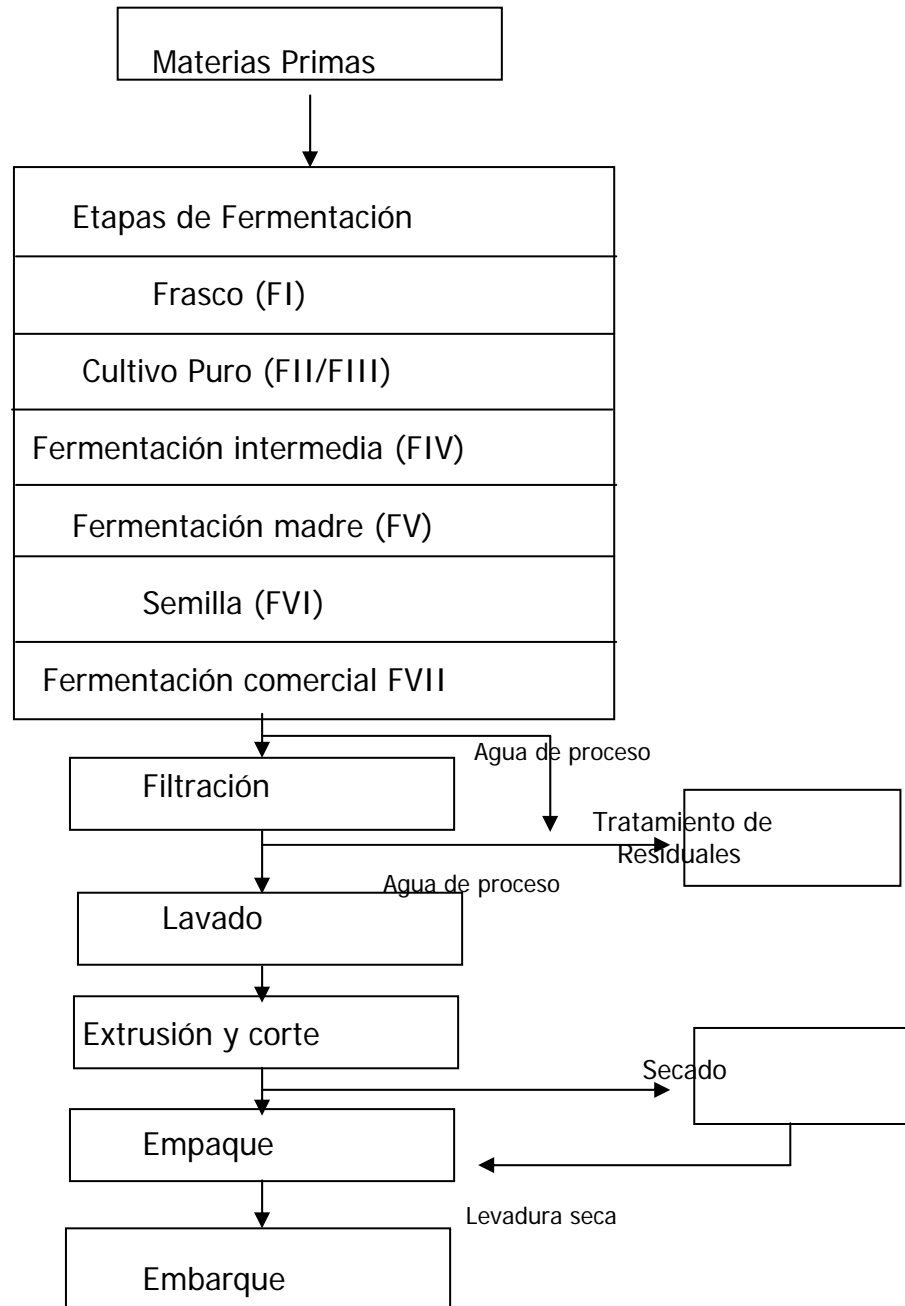 Materias Primas
Etapas de Fermentación
Frasco (FI)
Cultivo Puro (FII/FIII)
Fermentación intermedia (FIV)
Fermentación madre (FV)
Semilla (FVI)
Fermentación comercial FVII
Agua de proceso
Filtración
Tratamiento de
Residuales
Agua de proceso
Lavado
Extrusión y corte
Secado
Empaque
Levadura seca
Embarque